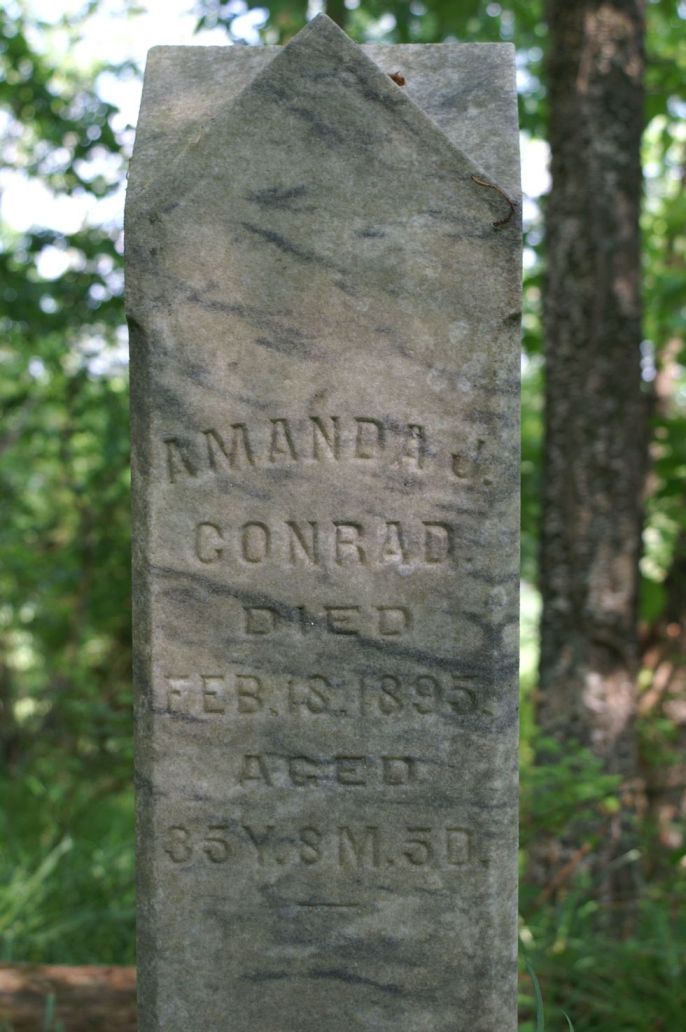 AMANDA J.
CONRAD.
DIED
FEB. 18. 1895.
AGED
35 Y. 8 M. 5 D.